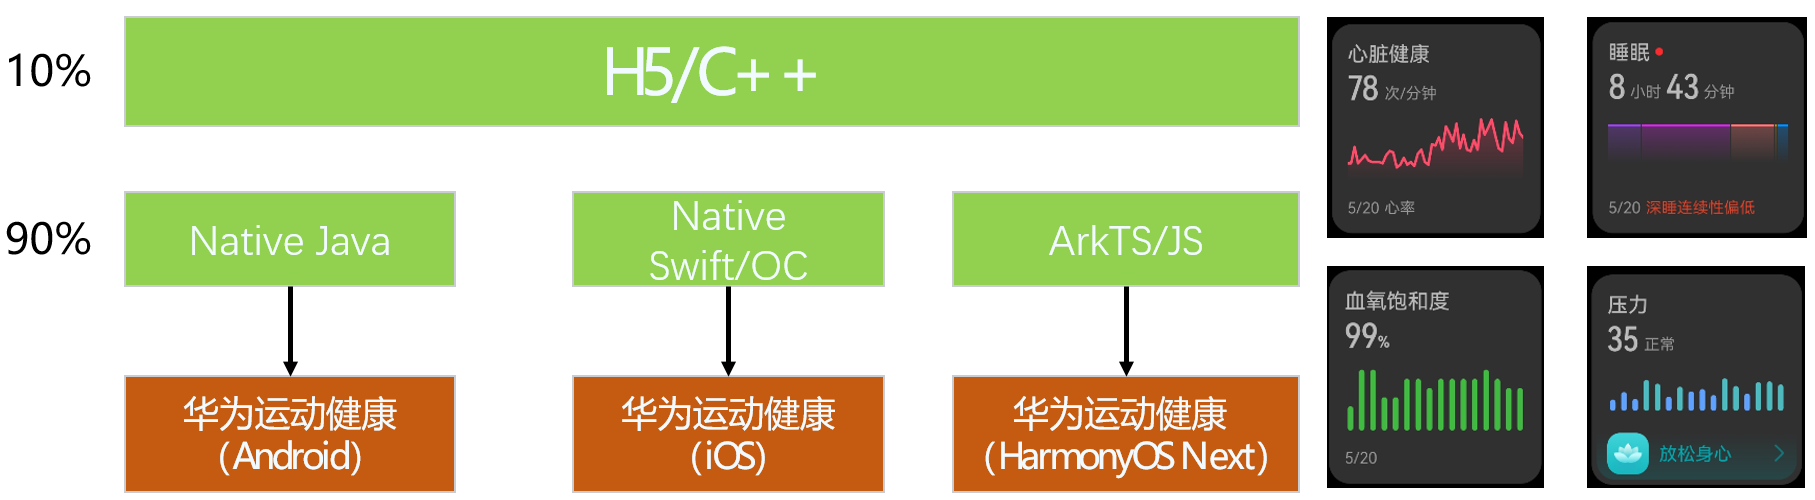 10%
H5/C++
90%
Native Java
Native
Swift/OC
ArkTS/JS
华为运动健康
(Android)
华为运动健康
(iOS)
华为运动健康
(HarmonyOS Next)
心脏健康
78 次/分钟
5/20 心率
睡眠
8 小时 43 分钟
5/20 深睡连续性偏低
血氧饱和度
99%
5/20
压力
35 正常
放松身心